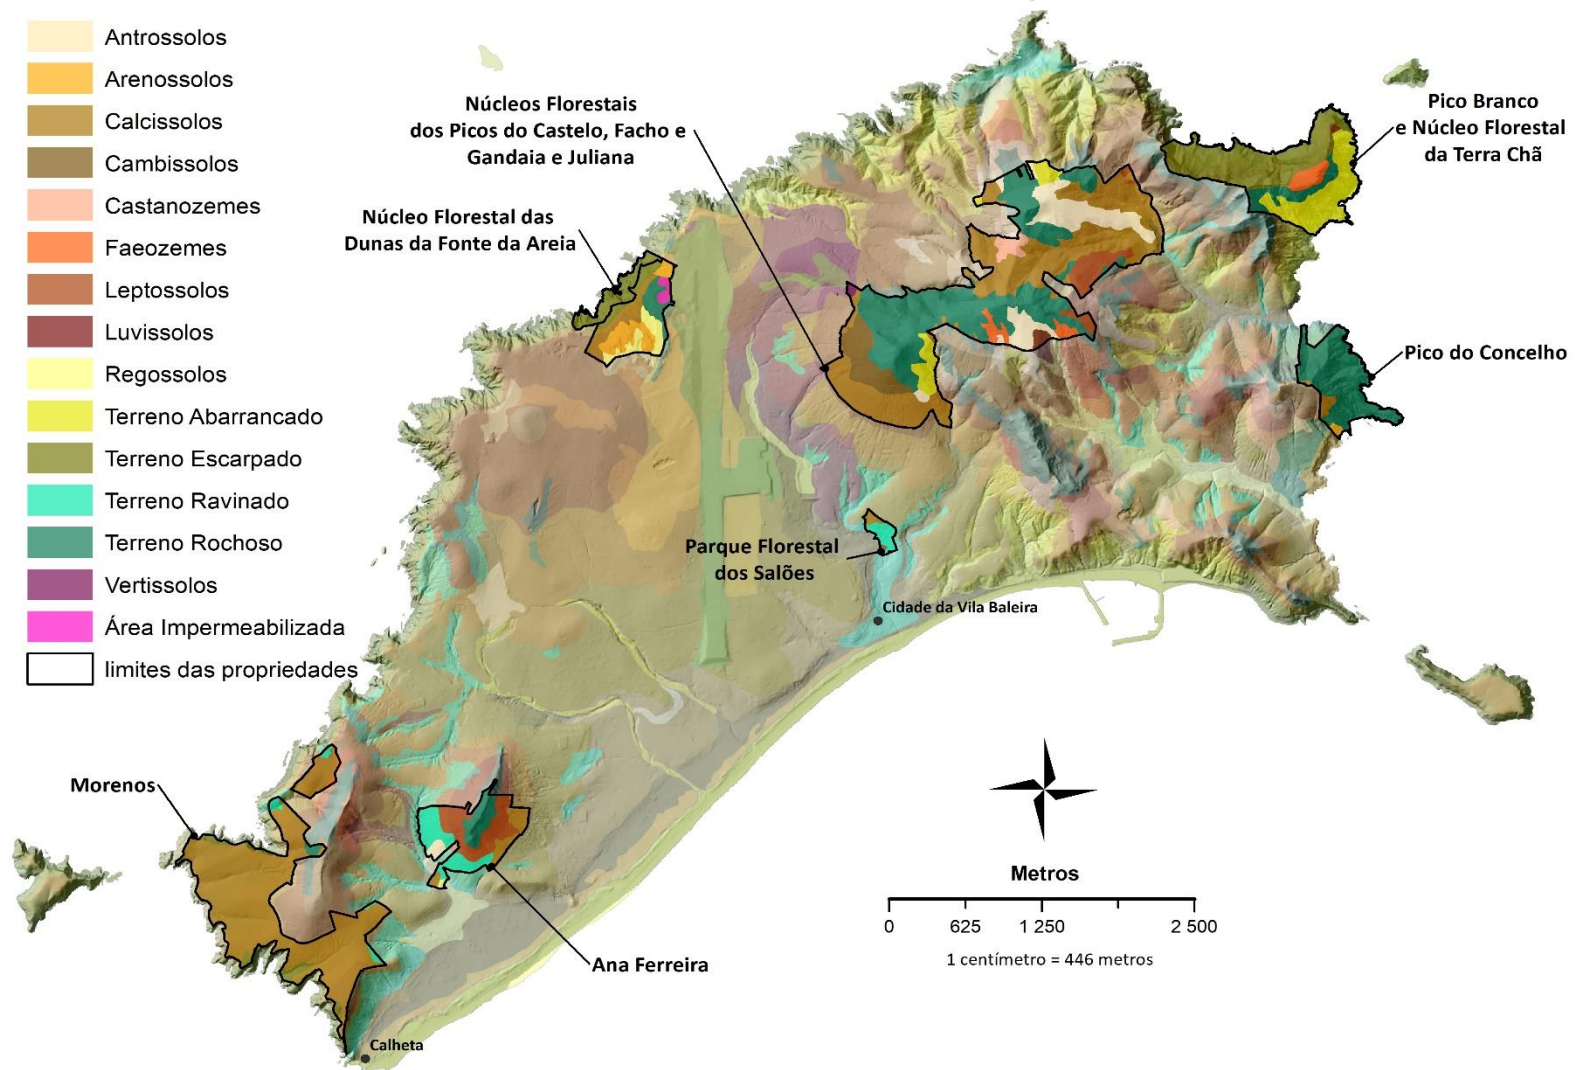 Antrossolos
Arenossolos
Calcissolos
Cambissolos
Castanozemes
Faeozemes
Leptossolos
Luvissolos
Regossolos
Terreno Abarrancado
Terreno Escarpado
Terreno Ravinado
Terreno Rochoso
Vertissolos
Área Impermeabilizada
limites das propriedades
Núcleos Florestais
dos Picos do Castelo, Facho e
Gandaia e Juliana
Pico Branco
e Núcleo Florestal
da Terra Chã
Núcleo Florestal das
Dunas da Fonte da Areia
Pico do Concelho
Parque Florestal
dos Salões
Cidade da Vila Baleira
Morenos
Ana Ferreira
Calheta
Metros
0 625 1 250 2 500
1 centímetro = 446 metros